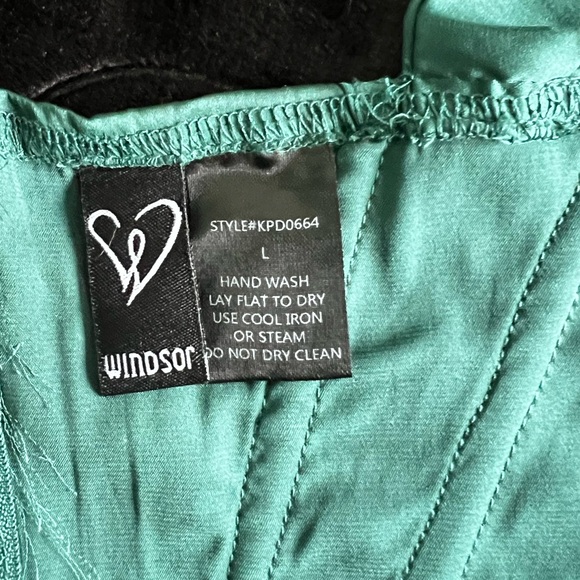 STYLE#KPD0664
L
HAND WASH
LAY FLAT TO DRY
USE COOL IRON
OR STEAM
DO NOT DRY CLEAN
WINDSOR